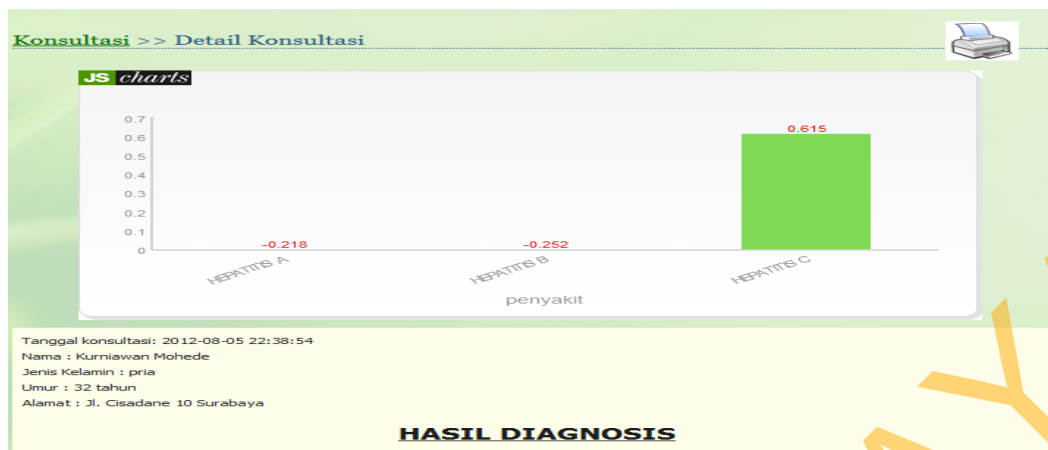 Konsultasi >> Detail Konsultasi
JS charts
0.7
0.6
0.5
0.4
0.3
0.2
0.1
0
-0.218
-0.252
0.615
HEPATITIS A
HEPATITIS B
HEPATITIS C
penyakit
Tanggal konsultasi: 2012-08-05 22:38:54
Nama : Kurniawan Mohede
Jenis Kelamin : pria
Umur : 32 tahun
Alamat : Jl. Cisadane 10 Surabaya
HASIL DIAGNOSIS